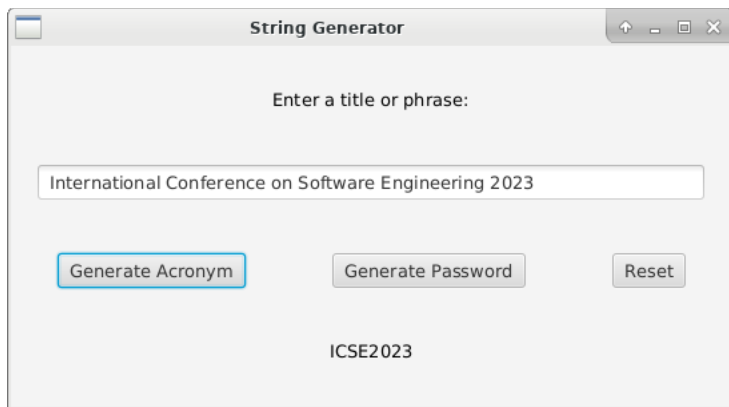 String Generator
Enter a title or phrase:
International Conference on Software Engineering 2023
Generate Acronym Generate Password Reset
ICSE2023